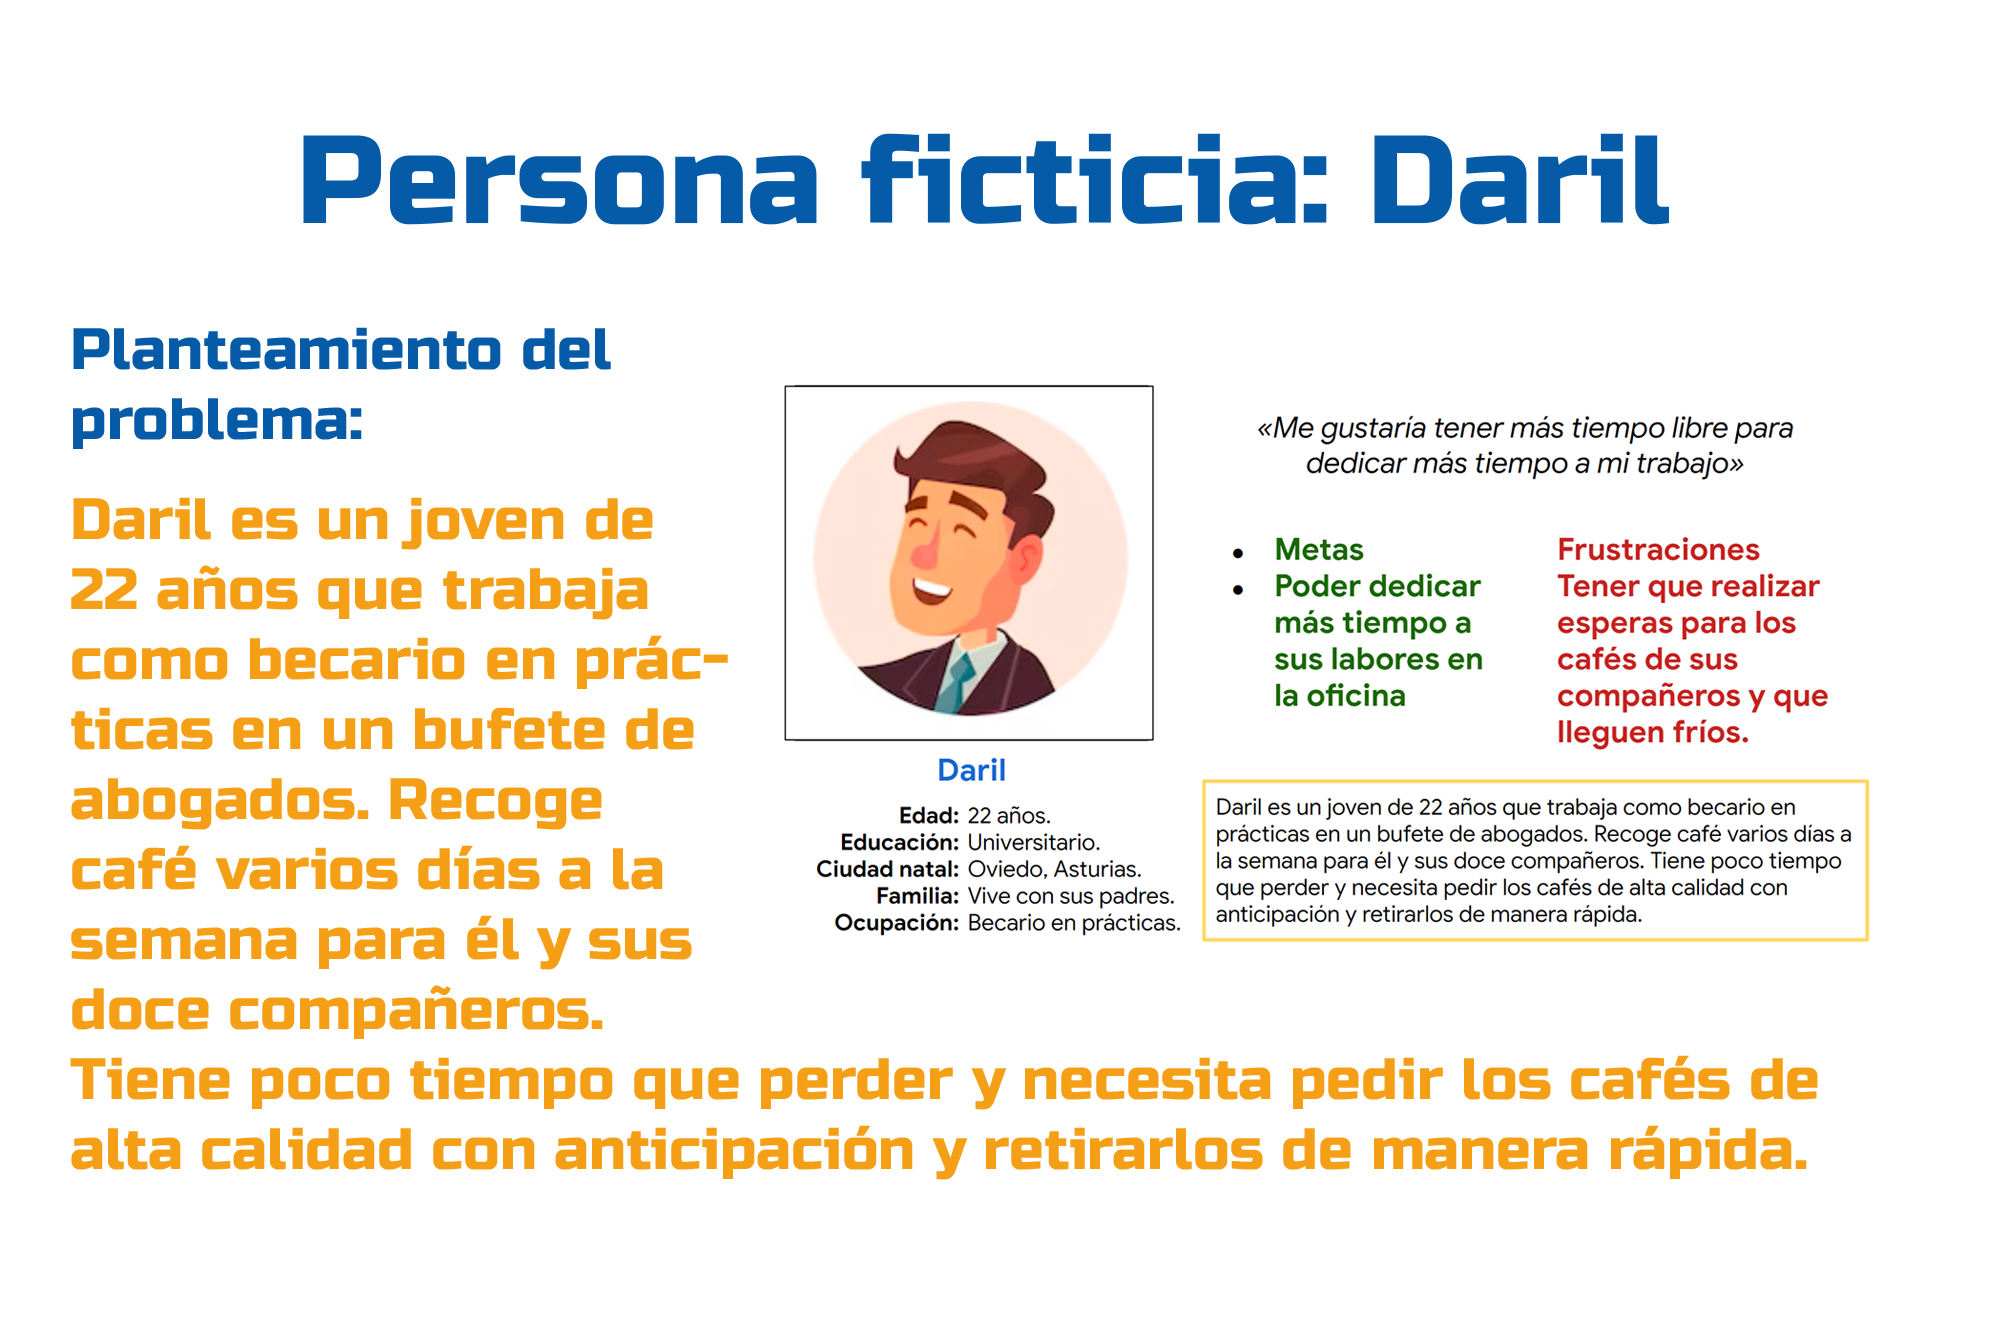 Persona ficticia: Daril
Planteamiento del
problema:
Daril es un joven de
22 años que trabaja
como becario en prác-
ticas en un bufete de
abogados. Recoge
café varios días a la
semana para él y sus
doce compañeros.
Tiene poco tiempo que perder y necesita pedir los cafés de
alta calidad con anticipación y retirarlos de manera rápida.
Daril
Edad: 22 años.
Educación: Universitario.
Ciudad natal: Oviedo, Asturias.
Familia: Vive con sus padres.
Ocupación: Becario en prácticas.
«Me gustaría tener más tiempo libre para
dedicar más tiempo a mi trabajo»
• Metas
• Poder dedicar
más tiempo a
sus labores en
la oficina
Frustraciones
Tener que realizar
esperas para los
cafés de sus
compañeros y que
lleguen fríos.
Daril es un joven de 22 años que trabaja como becario en
prácticas en un bufete de abogados. Recoge café varios días a
la semana para él y sus doce compañeros. Tiene poco tiempo
que perder y necesita pedir los cafés de alta calidad con
anticipación y retirarlos de manera rápida.